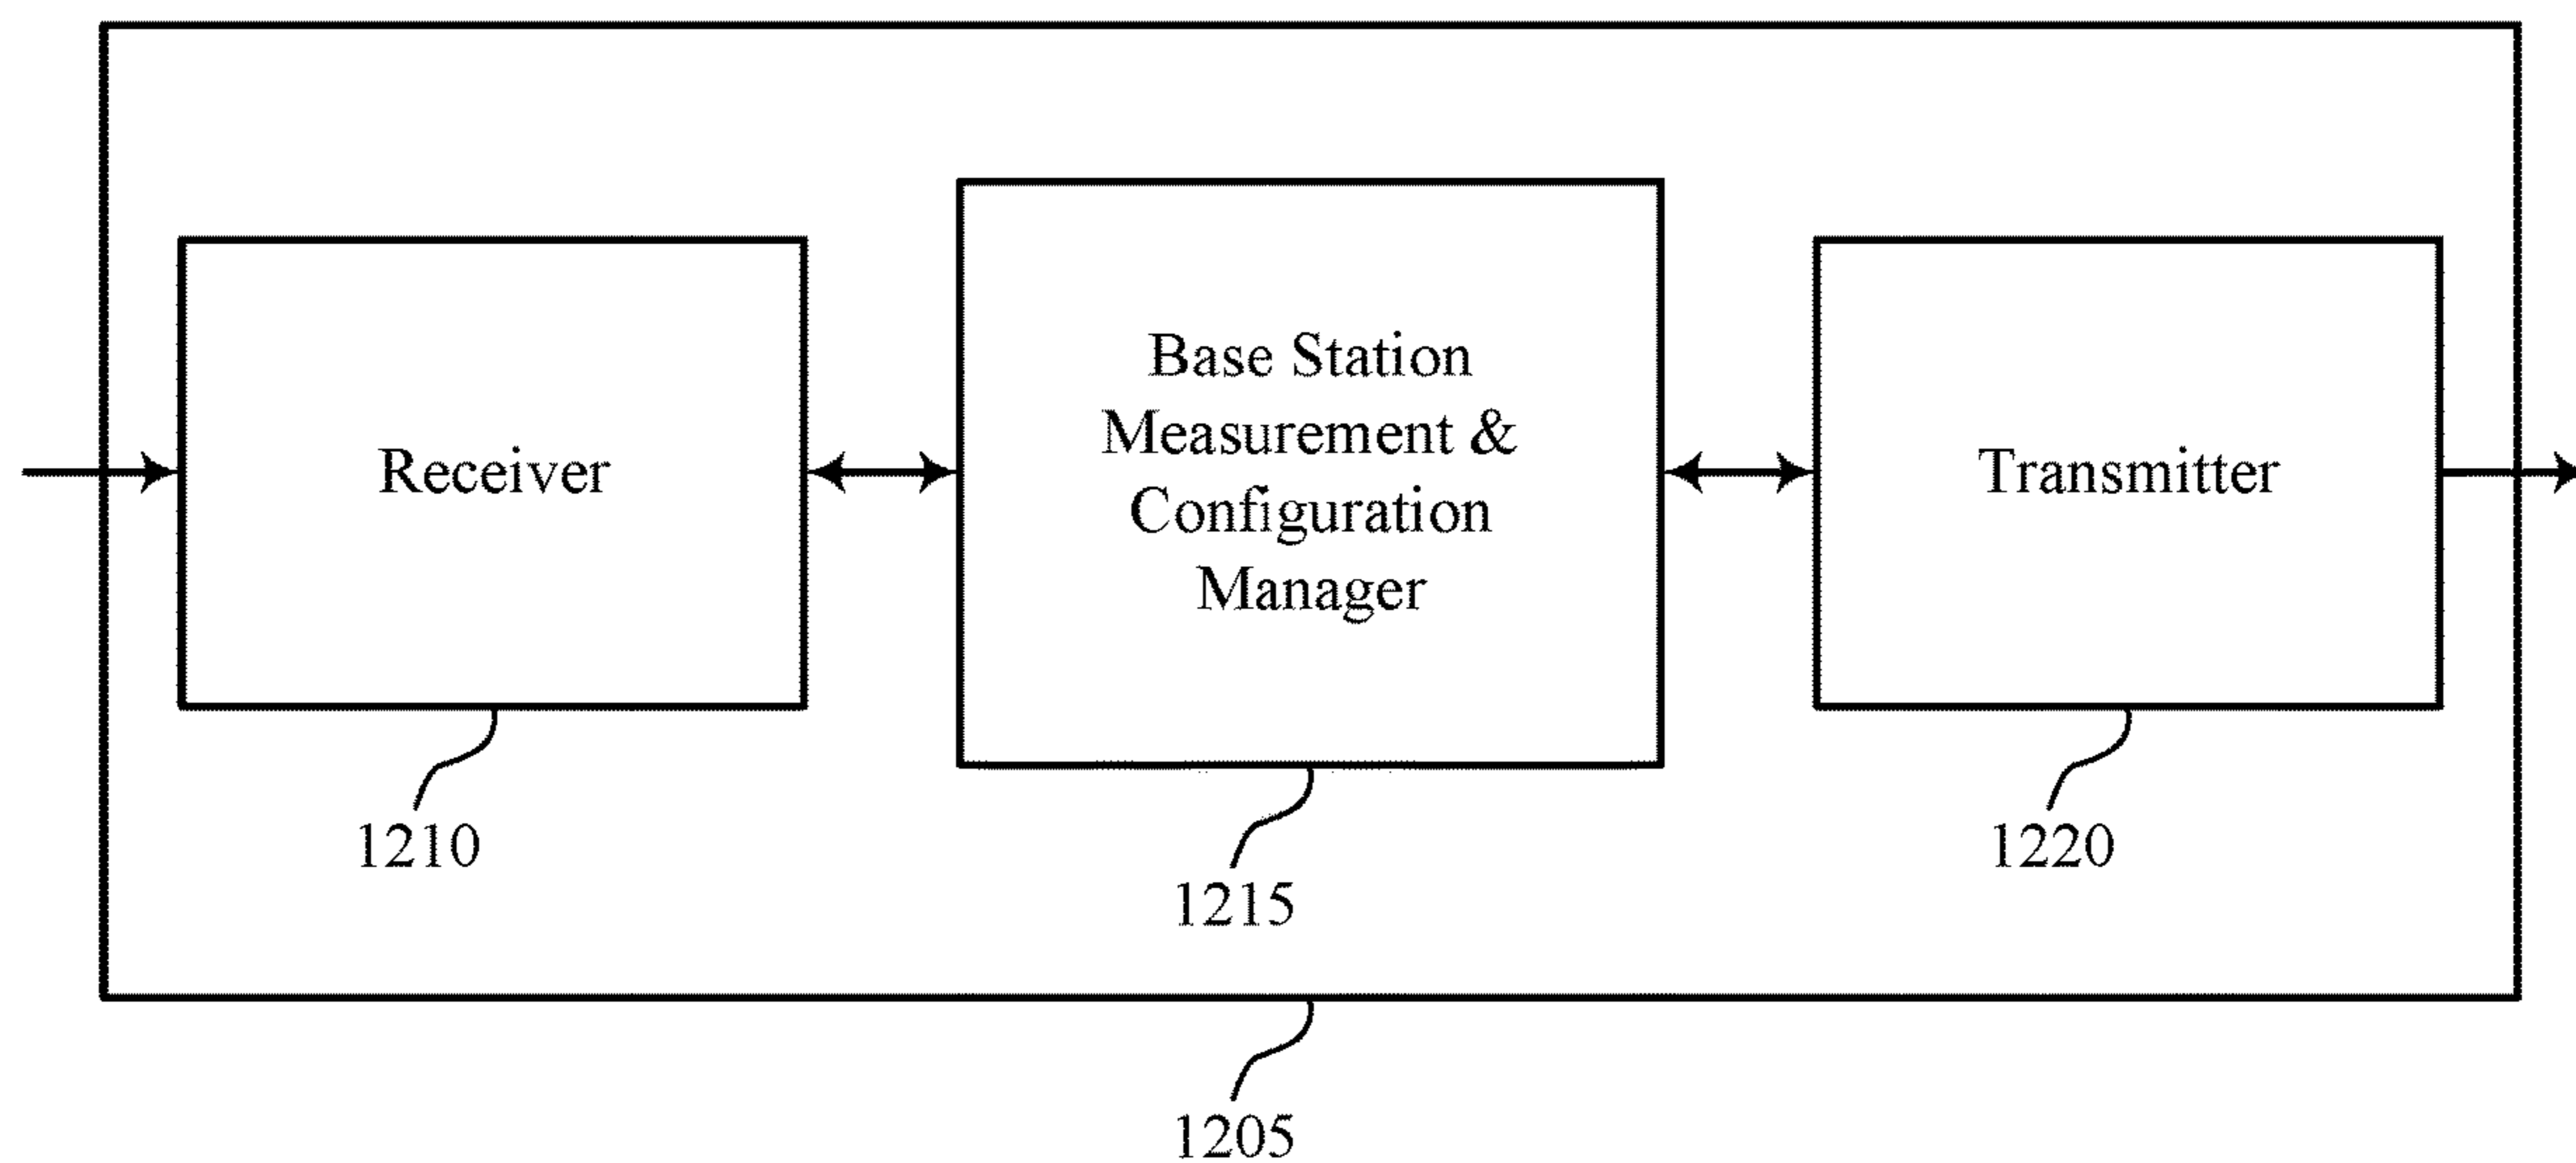 Receiver
Base Station
Measurement &
Configuration
Manager
Transmitter
1210
1215
1220
1205